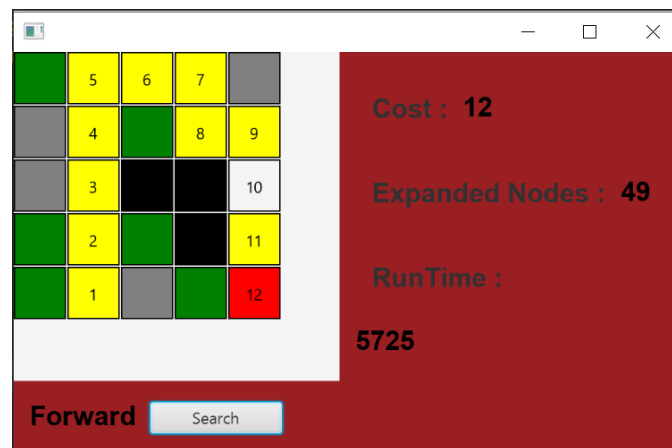 5 6 7
4 8 9
3 10
2 11
1 12
Cost : 12
Expanded Nodes : 49
RunTime :
5725
Forward Search